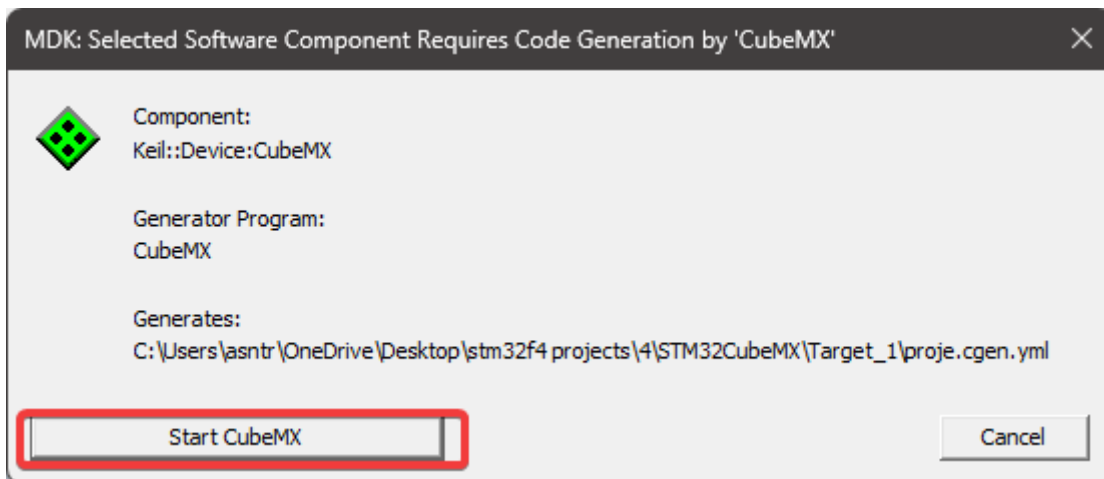 MDK: Selected Software Component Requires Code Generation by 'CubeMX'
Component:
Keil::Device:CubeMX
Generator Program:
CubeMX
Generates:
C:\Users\asntr\OneDrive\Desktop\stm32f4 projects\4\STM32CubeMX\Target_1\proje.cgen.yml
Start CubeMX
Cancel